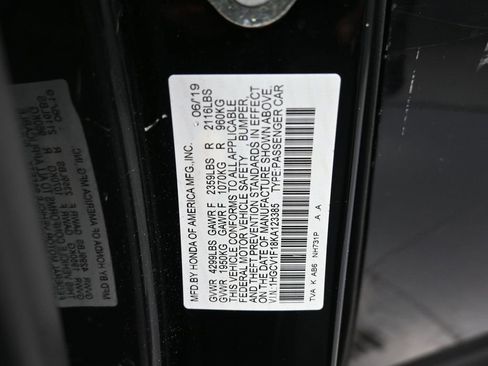 MFD.BY HONDA OF AMERICA MFG.,INC. 06/19
GVWR 4299LBS GAWR F 2359LBS R 2116LBS
GVWR 1950KG GAWR F 1070KG R 960KG
THIS VEHICLE CONFORMS TO ALL APPLICABLE
FEDERAL MOTOR VEHICLE SAFETY, BUMPER,
AND THEFT PREVENTION STANDARDS IN EFFECT
ON THE DATE OF MANUFACTURE SHOWN ABOVE.
V.I.N:1HGCV1F18KA123385 TYPE:PASSENGER CAR
TVA K AB6 NH731P A A